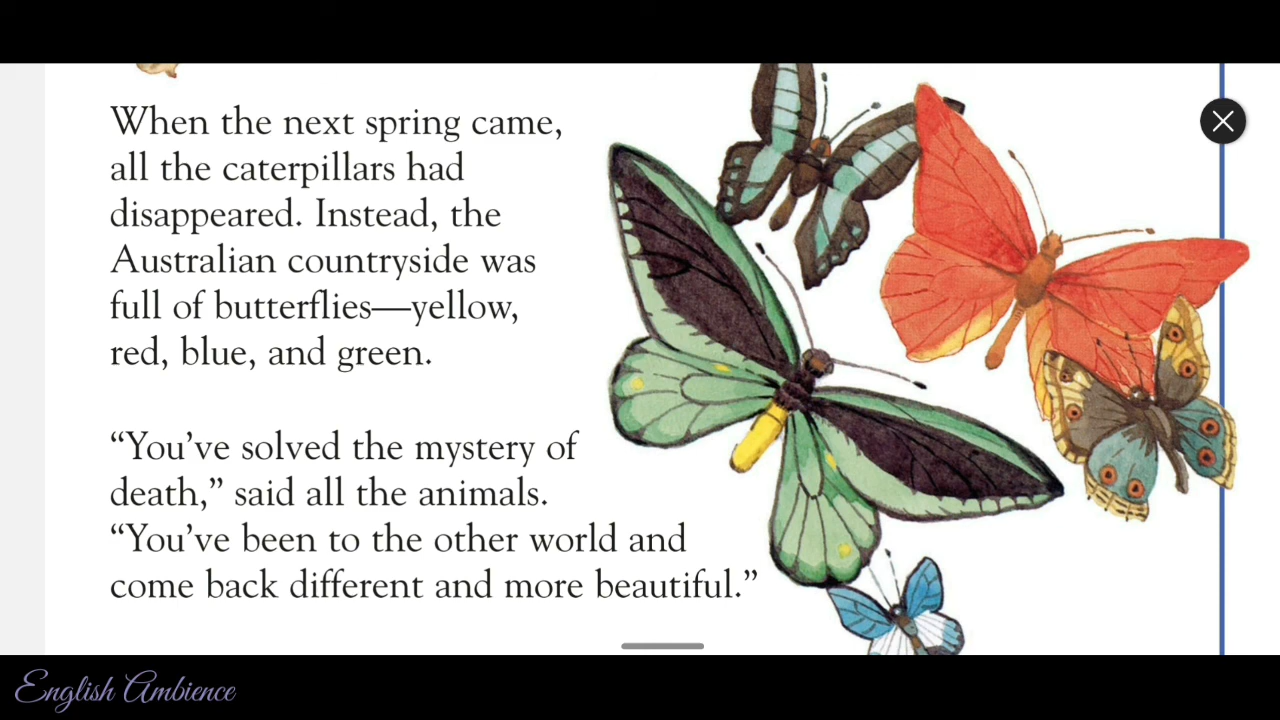 When the next spring came,
all the caterpillars had
disappeared. Instead, the
Australian countryside was
full of butterflies—yellow,
red, blue, and green.
“You’ve solved the mystery of
death,” said all the animals.
“You’ve been to the other world and
come back different and more beautiful.”
English Ambience